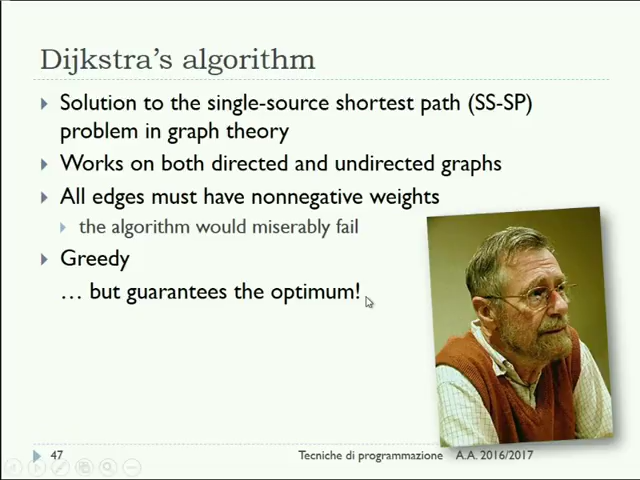 Dijkstra's algorithm
Solution to the single-source shortest path (SS-SP)
problem in graph theory
Works on both directed and undirected graphs
All edges must have nonnegative weights
the algorithm would miserably fail
Greedy
… but guarantees the optimum!
47
Tecniche di programmazione A.A. 2016/2017